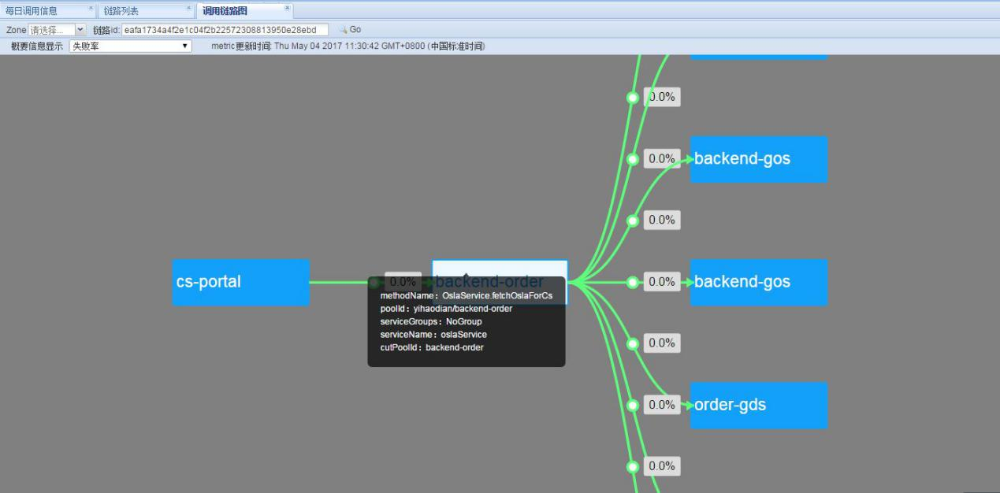 每日调用信息 链路列表 调用链路图
Zone 请选择... 链路id: eafa1734a4f2e1c04f2b22572308813950e28ebd Go
概要信息显示 失败率 metric更新时间: Thu May 04 2017 11:30:42 GMT+0800 (中国标准时间)
0.0%
0.0% backend-gos
0.0%
cs-portal 0.0% backend-order 0.0% backend-gos
methodName：OslaService.fetchOslaForCs
poolId：yihaodian/backend-order
serviceGroups：NoGroup
serviceName：oslaService
cutPoolId：backend-order
0.0%
0.0% order-gds
0.0%